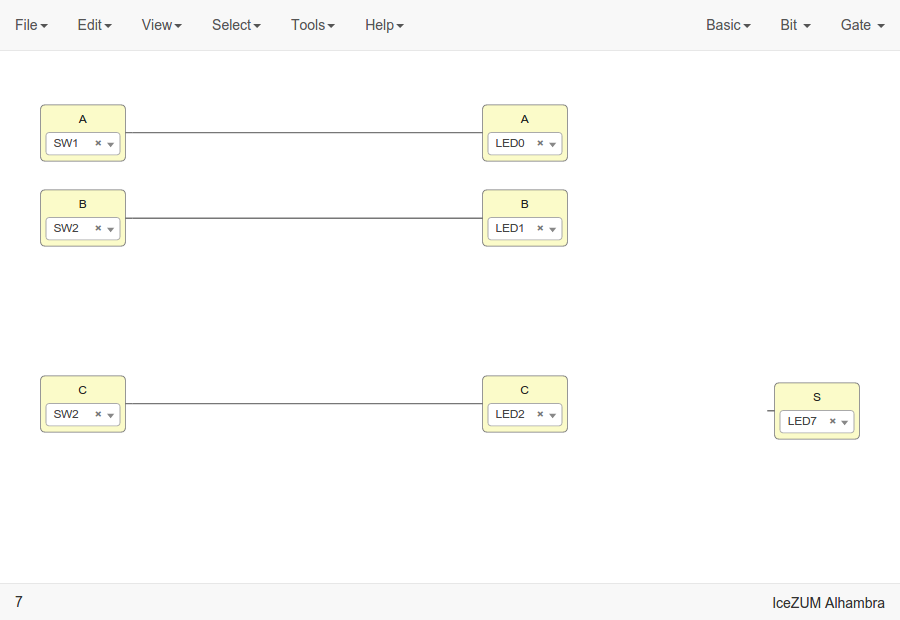 File Edit View Select Tools Help Basic Bit Gate
A A
SW1 × LED0 ×
B B
SW2 × LED1 ×
C C
SW2 × LED2 ×
S
LED7 ×
7 IceZUM Alhambra